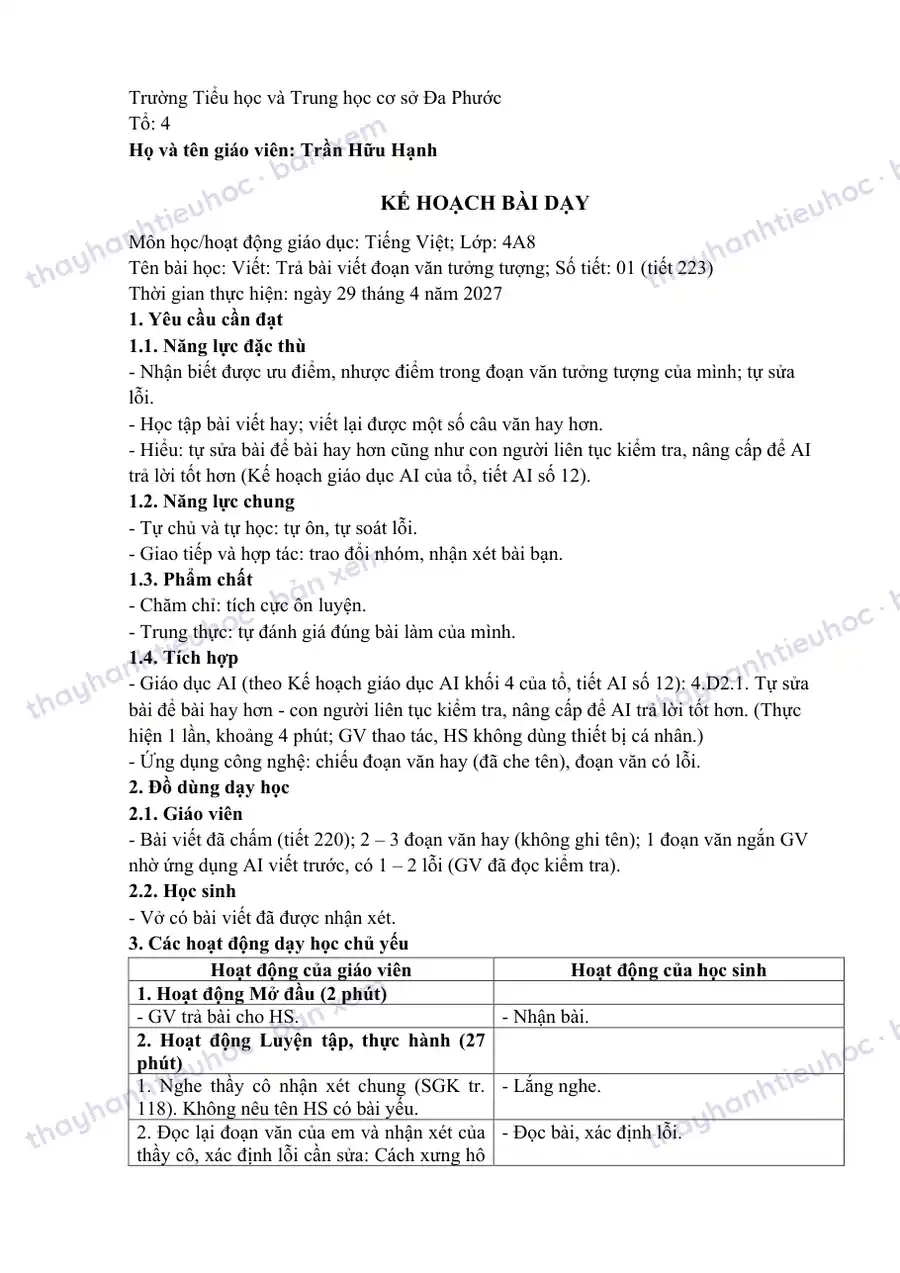 Trường Tiểu học và Trung học cơ sở Đa Phước
Tổ: 4
Họ và tên giáo viên: Trần Hữu Hạnh
KẾ HOẠCH BÀI DẠY
Môn học/hoạt động giáo dục: Tiếng Việt; Lớp: 4A8
Tên bài học: Viết: Trả bài viết đoạn văn tưởng tượng; Số tiết: 01 (tiết 223)
Thời gian thực hiện: ngày 29 tháng 4 năm 2027
1. Yêu cầu cần đạt
1.1. Năng lực đặc thù
- Nhận biết được ưu điểm, nhược điểm trong đoạn văn tưởng tượng của mình; tự sửa
lỗi.
- Học tập bài viết hay; viết lại được một số câu văn hay hơn.
- Hiểu: tự sửa bài để bài hay hơn cũng như con người liên tục kiểm tra, nâng cấp để AI
trả lời tốt hơn (Kế hoạch giáo dục AI của tổ, tiết AI số 12).
1.2. Năng lực chung
- Tự chủ và tự học: tự ôn, tự soát lỗi.
- Giao tiếp và hợp tác: trao đổi nhóm, nhận xét bài bạn.
1.3. Phẩm chất
- Chăm chỉ: tích cực ôn luyện.
- Trung thực: tự đánh giá đúng bài làm của mình.
1.4. Tích hợp
- Giáo dục AI (theo Kế hoạch giáo dục AI khối 4 của tổ, tiết AI số 12): 4.D2.1. Tự sửa
bài để bài hay hơn - con người liên tục kiểm tra, nâng cấp để AI trả lời tốt hơn. (Thực
hiện 1 lần, khoảng 4 phút; GV thao tác, HS không dùng thiết bị cá nhân.)
- Ứng dụng công nghệ: chiếu đoạn văn hay (đã che tên), đoạn văn có lỗi.
2. Đồ dùng dạy học
2.1. Giáo viên
- Bài viết đã chấm (tiết 220); 2 – 3 đoạn văn hay (không ghi tên); 1 đoạn văn ngắn GV
nhờ ứng dụng AI viết trước, có 1 – 2 lỗi (GV đã đọc kiểm tra).
2.2. Học sinh
- Vở có bài viết đã được nhận xét.
3. Các hoạt động dạy học chủ yếu
Hoạt động của giáo viên
Hoạt động của học sinh
1. Hoạt động Mở đầu (2 phút)
- GV trả bài cho HS.
- Nhận bài.
2. Hoạt động Luyện tập, thực hành (27
phút)
1. Nghe thầy cô nhận xét chung (SGK tr.
118). Không nêu tên HS có bài yếu.
- Lắng nghe.
2. Đọc lại đoạn văn của em và nhận xét của
thầy cô, xác định lỗi cần sửa: Cách xưng hô
- Đọc bài, xác định lỗi.
thayhanhtieuhoc · bản xem
thayhanhtieuhoc · b
thayhanhtieuhoc · bản xem
thayhanhtieuhoc · b
thayhanhtieuhoc · bản xem
thayhanhtieuhoc · b